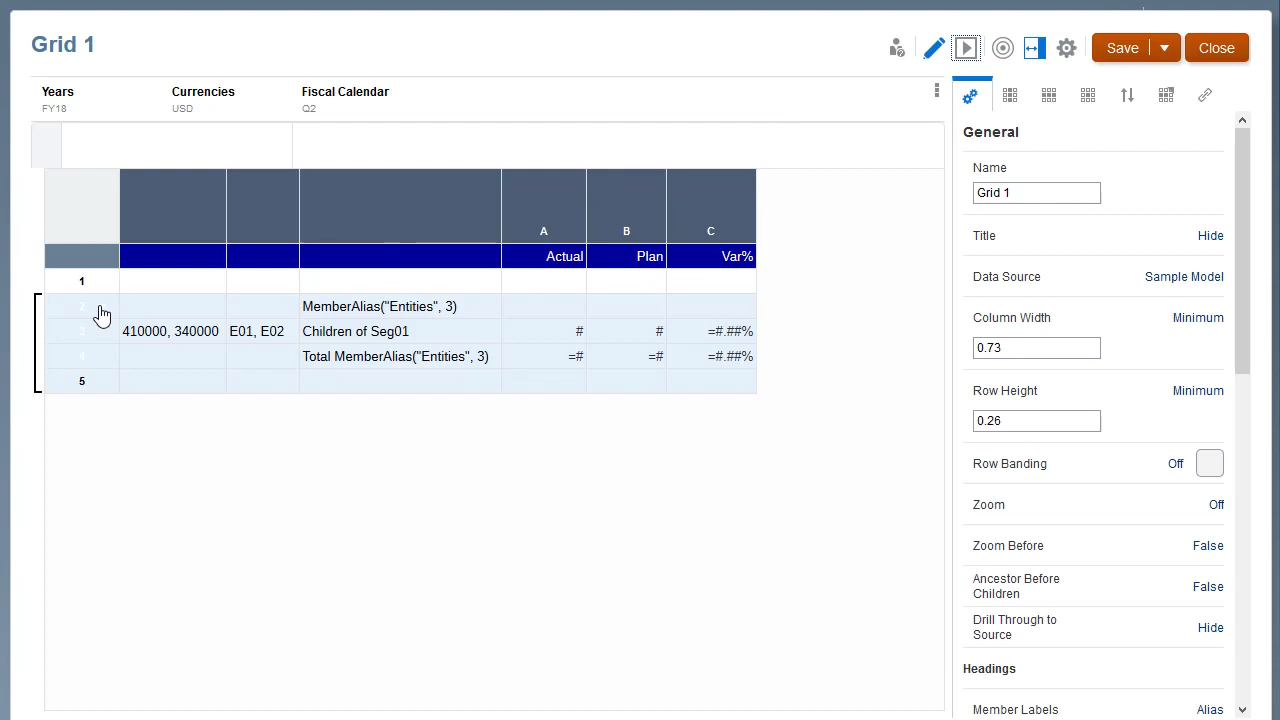 Grid 1
Save
Close
Years
Currencies
Fiscal Calendar
FY18
USD
Q2
A
B
C
Actual
Plan
Var%
1
2
MemberAlias("Entities", 3)
3
410000, 340000
E01, E02
Children of Seg01
#
#
=#.##%
4
Total MemberAlias("Entities", 3)
=#
=#
=#.##%
5
General
Name
Grid 1
Title
Hide
Data Source
Sample Model
Column Width
Minimum
0.73
Row Height
Minimum
0.26
Row Banding
Off
Zoom
Off
Zoom Before
False
Ancestor Before
Children
False
Drill Through to
Source
Hide
Headings
Member Labels
Alias